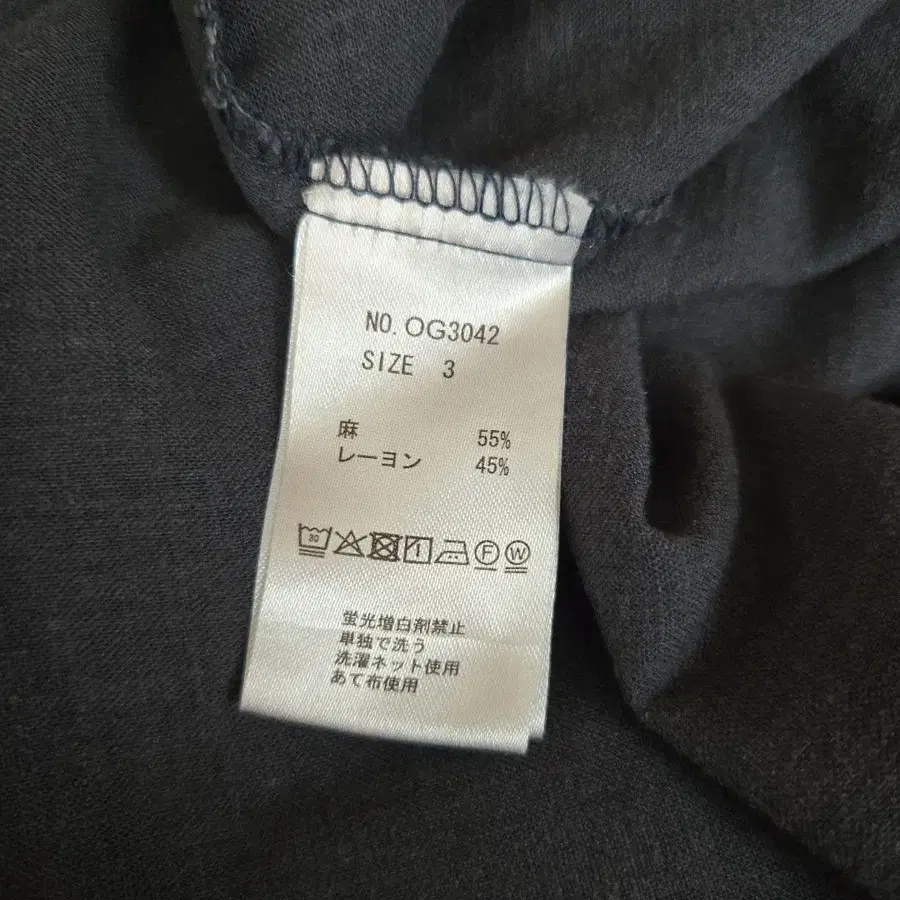 NO. OG3042
SIZE 3
麻 55%
レーヨン 45%
30
F W
蛍光増白剤禁止
単独で洗う
洗濯ネット使用
あて布使用